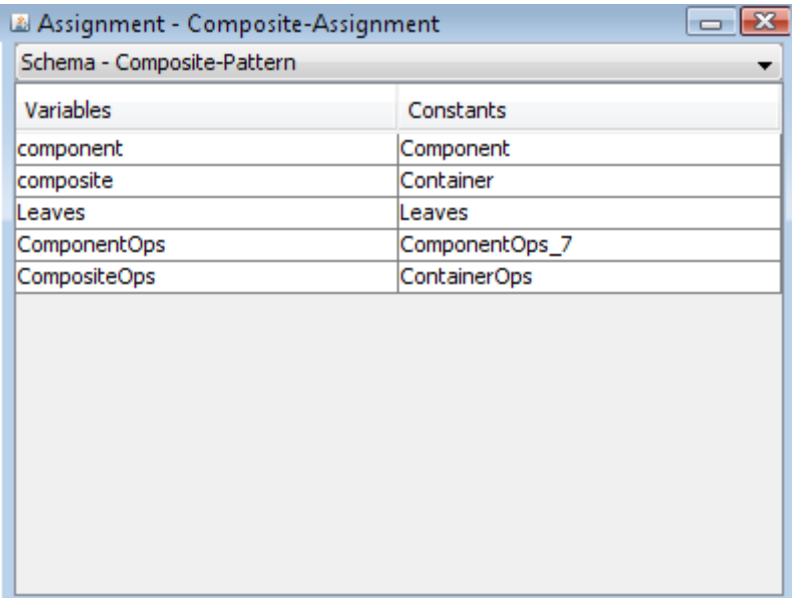 Assignment - Composite-Assignment
Schema - Composite-Pattern
Variables Constants
component Component
composite Container
Leaves Leaves
ComponentOps ComponentOps_7
CompositeOps ContainerOps